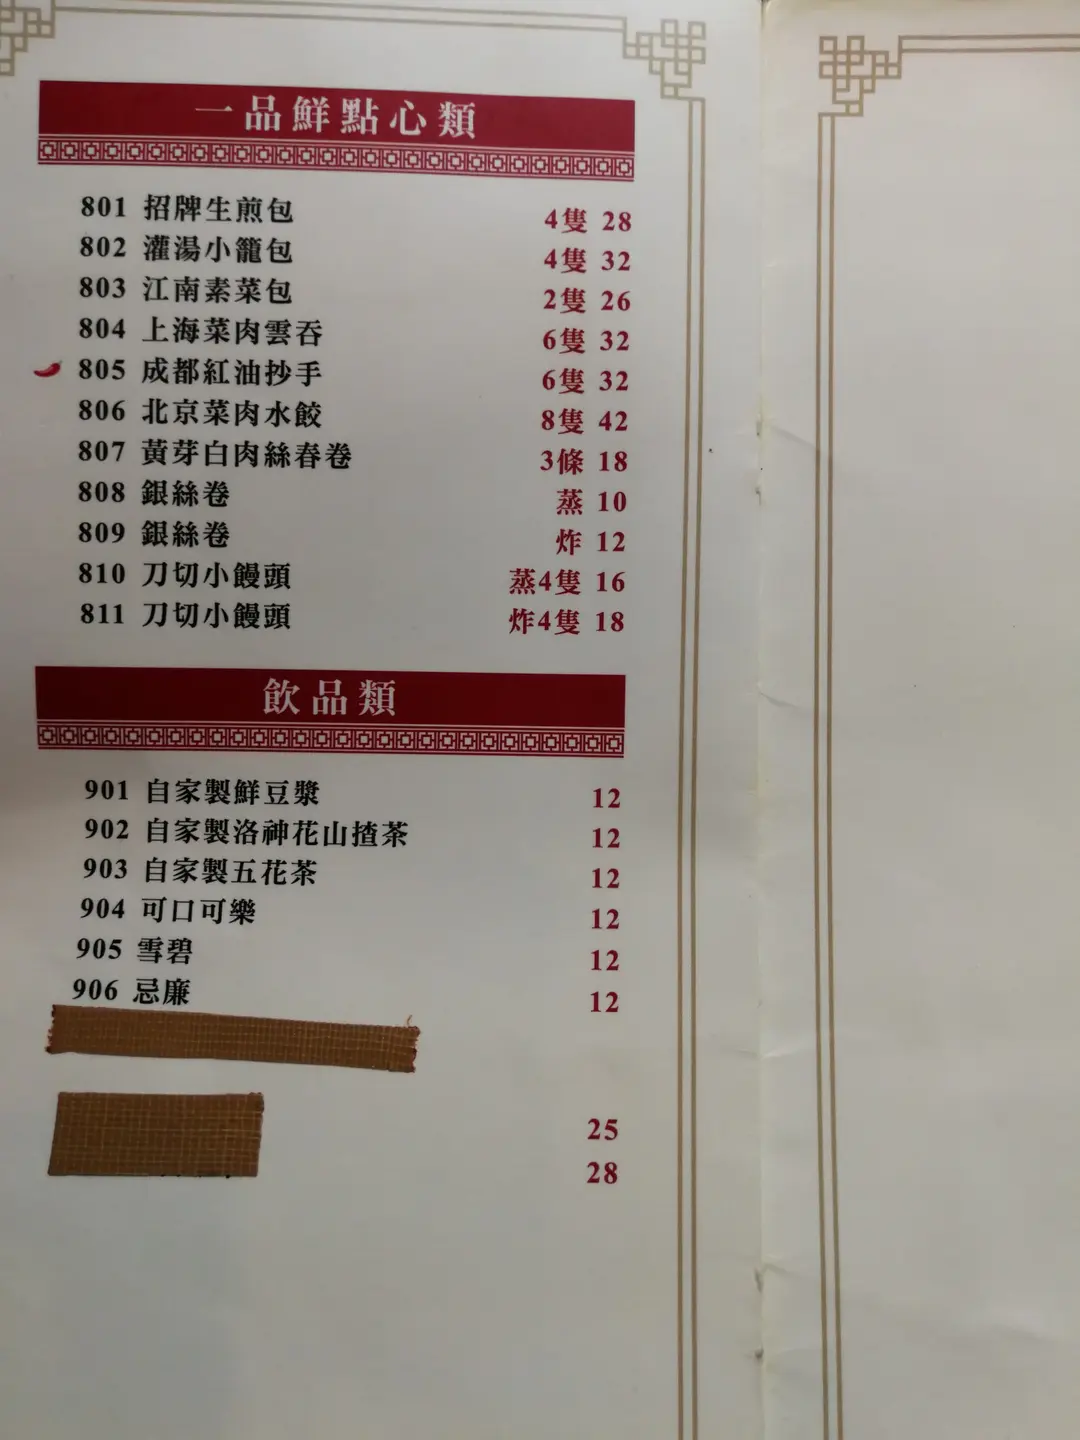 一品鮮點心類
801 招牌生煎包 4隻 28
802 灌湯小籠包 4隻 32
803 江南素菜包 2隻 26
804 上海菜肉雲吞 6隻 32
805 成都紅油抄手 6隻 32
806 北京菜肉水餃 8隻 42
807 黃芽白肉絲春卷 3條 18
808 銀絲卷 蒸 10
809 銀絲卷 炸 12
810 刀切小饅頭 蒸4隻 16
811 刀切小饅頭 炸4隻 18
飲品類
901 自家製鮮豆漿 12
902 自家製洛神花山揸茶 12
903 自家製五花茶 12
904 可口可樂 12
905 雪碧 12
906 忌廉 12
25
28